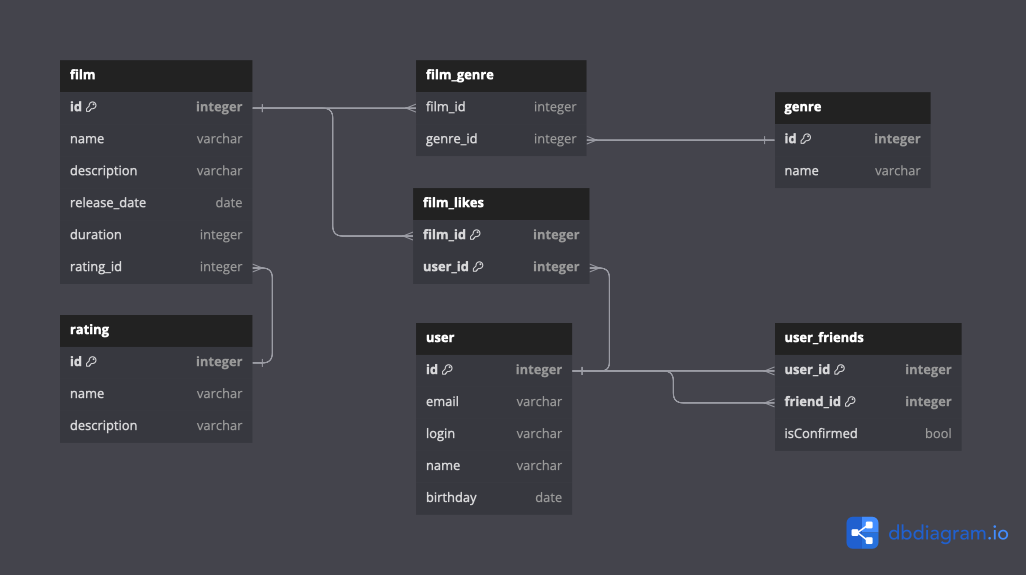 film
id integer
name varchar
description varchar
release_date date
duration integer
rating_id integer
rating
id integer
name varchar
description varchar
film_genre
film_id integer
genre_id integer
film_likes
film_id integer
user_id integer
user
id integer
email varchar
login varchar
name varchar
birthday date
genre
id integer
name varchar
user_friends
user_id integer
friend_id integer
isConfirmed bool
dbdiagram.io